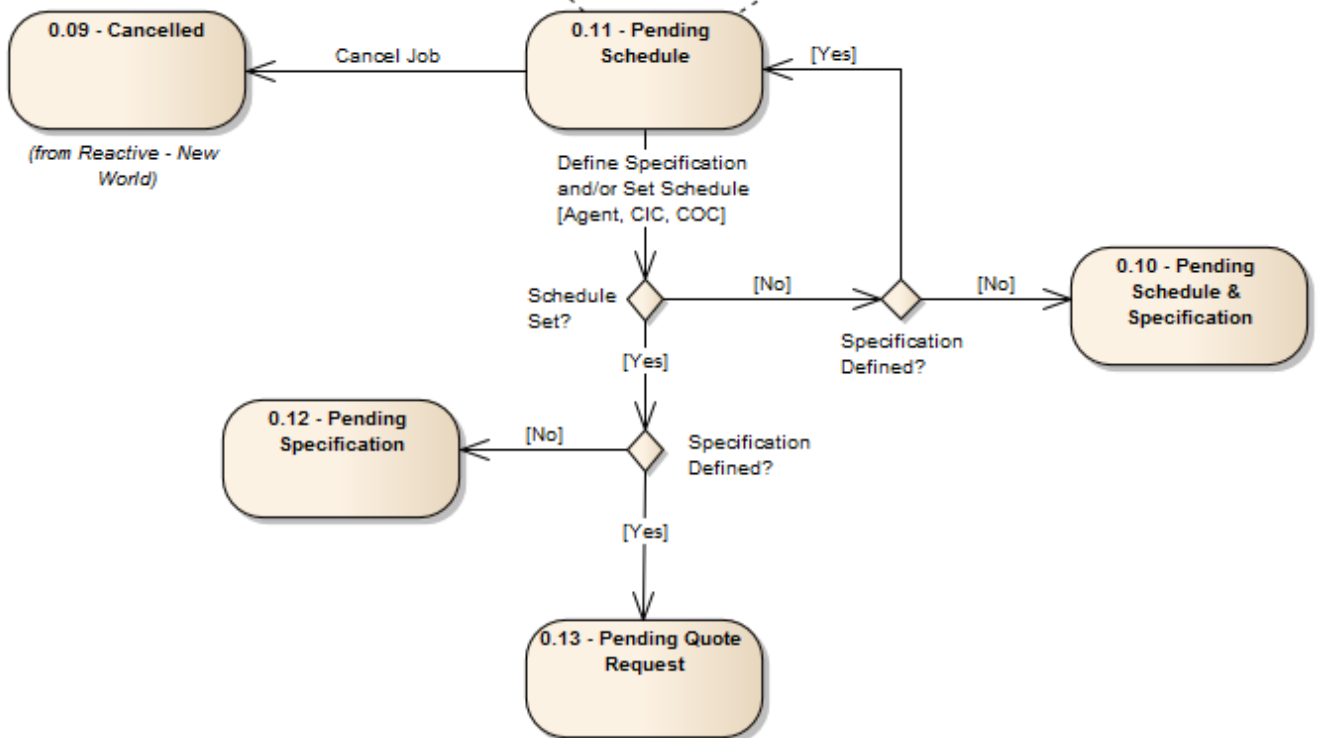 0.09 - Cancelled
Cancel Job
0.11 - Pending
Schedule
[Yes]
(from Reactive - New
World)
Define Specification
and/or Set Schedule
[Agent, CIC, COC]
Schedule
Set?
[No]
Specification
Defined?
[No]
0.10 - Pending
Schedule &
Specification
[Yes]
0.12 - Pending
Specification
[No]
Specification
Defined?
[Yes]
0.13 - Pending Quote
Request